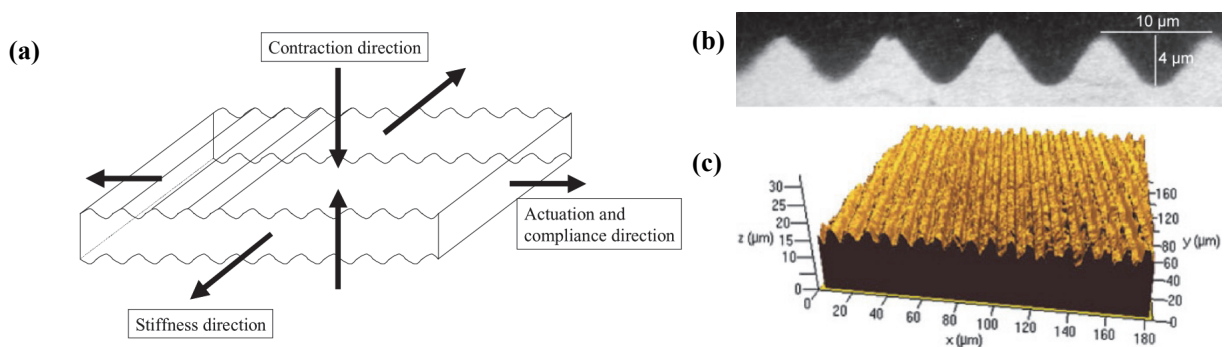 (a)
Contraction direction
Actuation and
compliance direction
Stiffness direction
(b)
10 µm
4 µm
(c)
30
25
20
15
10
5
0
z (µm)
0
20
40
60
80
100
120
140
160
180
x (µm)
160
120
80
60
40
20
0
y (µm)